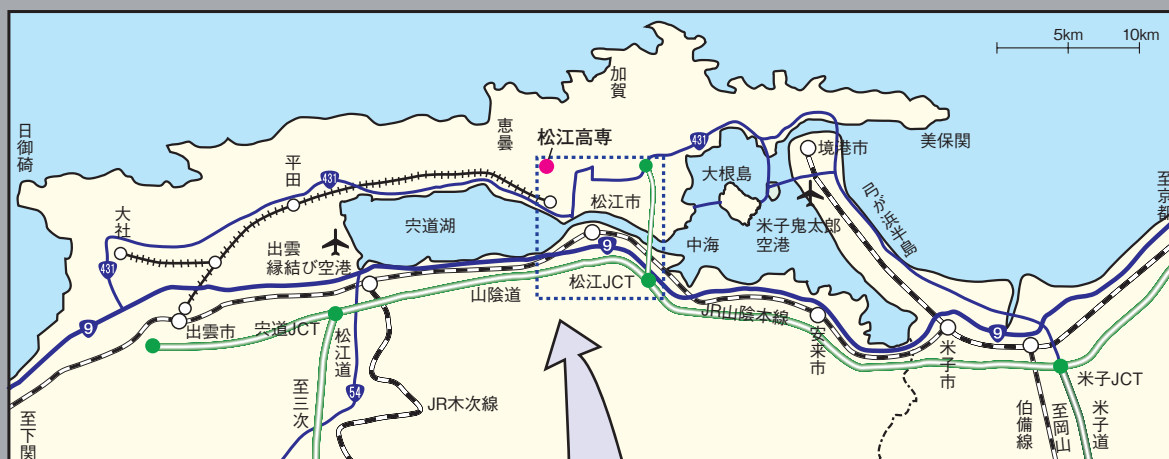 5km
10km
加賀
恵曇
松江高専
431
美保関
日御碕
境港市
平田
431
大根島
至京都
松江市
弓が浜半島
大社
宍道湖
米子鬼太郎
空港
出雲
縁結び空港
中海
9
431
松江JCT
山陰道
JR山陰本線
9
出雲市
宍道JCT
松江道
安来市
9
米子市
米子JCT
至三次
54
JR木次線
至下関
伯備線
至岡山
米子道